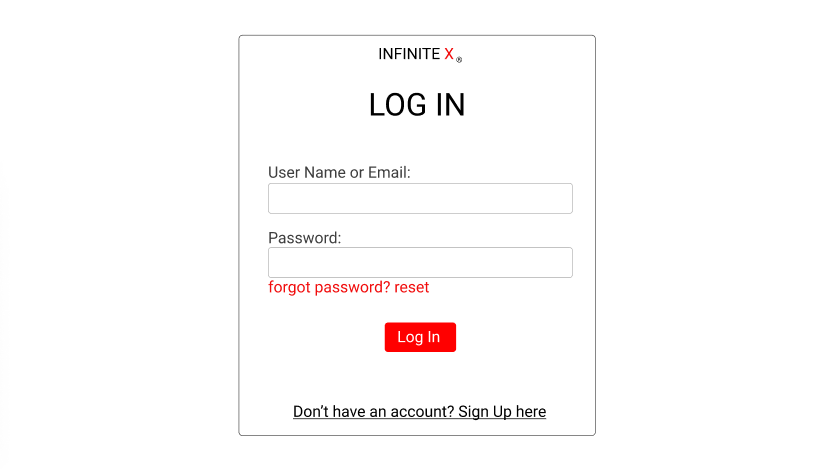 INFINITE X ®
LOG IN
User Name or Email:
Password:
forgot password? reset
Log In
Don’t have an account? Sign Up here